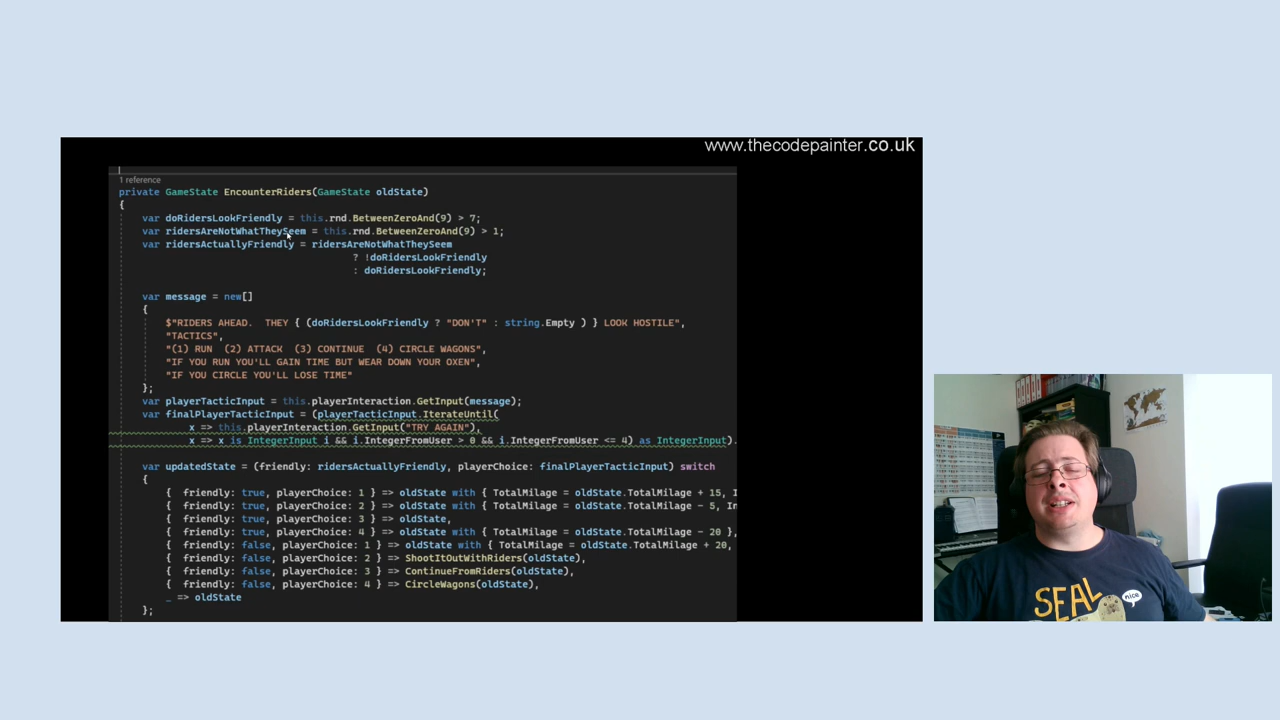 www.thecodepainter.co.uk
1 reference
private GameState EncounterRiders(GameState oldState)
{
var doRidersLookFriendly = this.rnd.BetweenZeroAnd(9) > 7;
var ridersAreNotWhatTheySeem = this.rnd.BetweenZeroAnd(9) > 1;
var ridersActuallyFriendly = ridersAreNotWhatTheySeem
? !doRidersLookFriendly
: doRidersLookFriendly;
var message = new[]
{
$"RIDERS AHEAD.  THEY { (doRidersLookFriendly ? "DON'T" : string.Empty ) } LOOK HOSTILE",
"TACTICS",
"(1) RUN  (2) ATTACK  (3) CONTINUE  (4) CIRCLE WAGONS",
"IF YOU RUN YOU'LL GAIN TIME BUT WEAR DOWN YOUR OXEN",
"IF YOU CIRCLE YOU'LL LOSE TIME"
};
var playerTacticInput = this.playerInteraction.GetInput(message);
var finalPlayerTacticInput = (playerTacticInput.IterateUntil(
x => this.playerInteraction.GetInput("TRY AGAIN"),
x => x is IntegerInput i && i.IntegerFromUser > 0 && i.IntegerFromUser <= 4) as IntegerInput).
var updatedState = (friendly: ridersActuallyFriendly, playerChoice: finalPlayerTacticInput) switch
{
{  friendly: true, playerChoice: 1 } => oldState with { TotalMilage = oldState.TotalMilage + 15, I
{  friendly: true, playerChoice: 2 } => oldState with { TotalMilage = oldState.TotalMilage - 5, In
{  friendly: true, playerChoice: 3 } => oldState,
{  friendly: true, playerChoice: 4 } => oldState with { TotalMilage = oldState.TotalMilage - 20 },
{  friendly: false, playerChoice: 1 } => oldState with { TotalMilage = oldState.TotalMilage + 20,
{  friendly: false, playerChoice: 2 } => ShootItOutWithRiders(oldState),
{  friendly: false, playerChoice: 3 } => ContinueFromRiders(oldState),
{  friendly: false, playerChoice: 4 } => CircleWagons(oldState),
_ => oldState
};
SEAL
nice